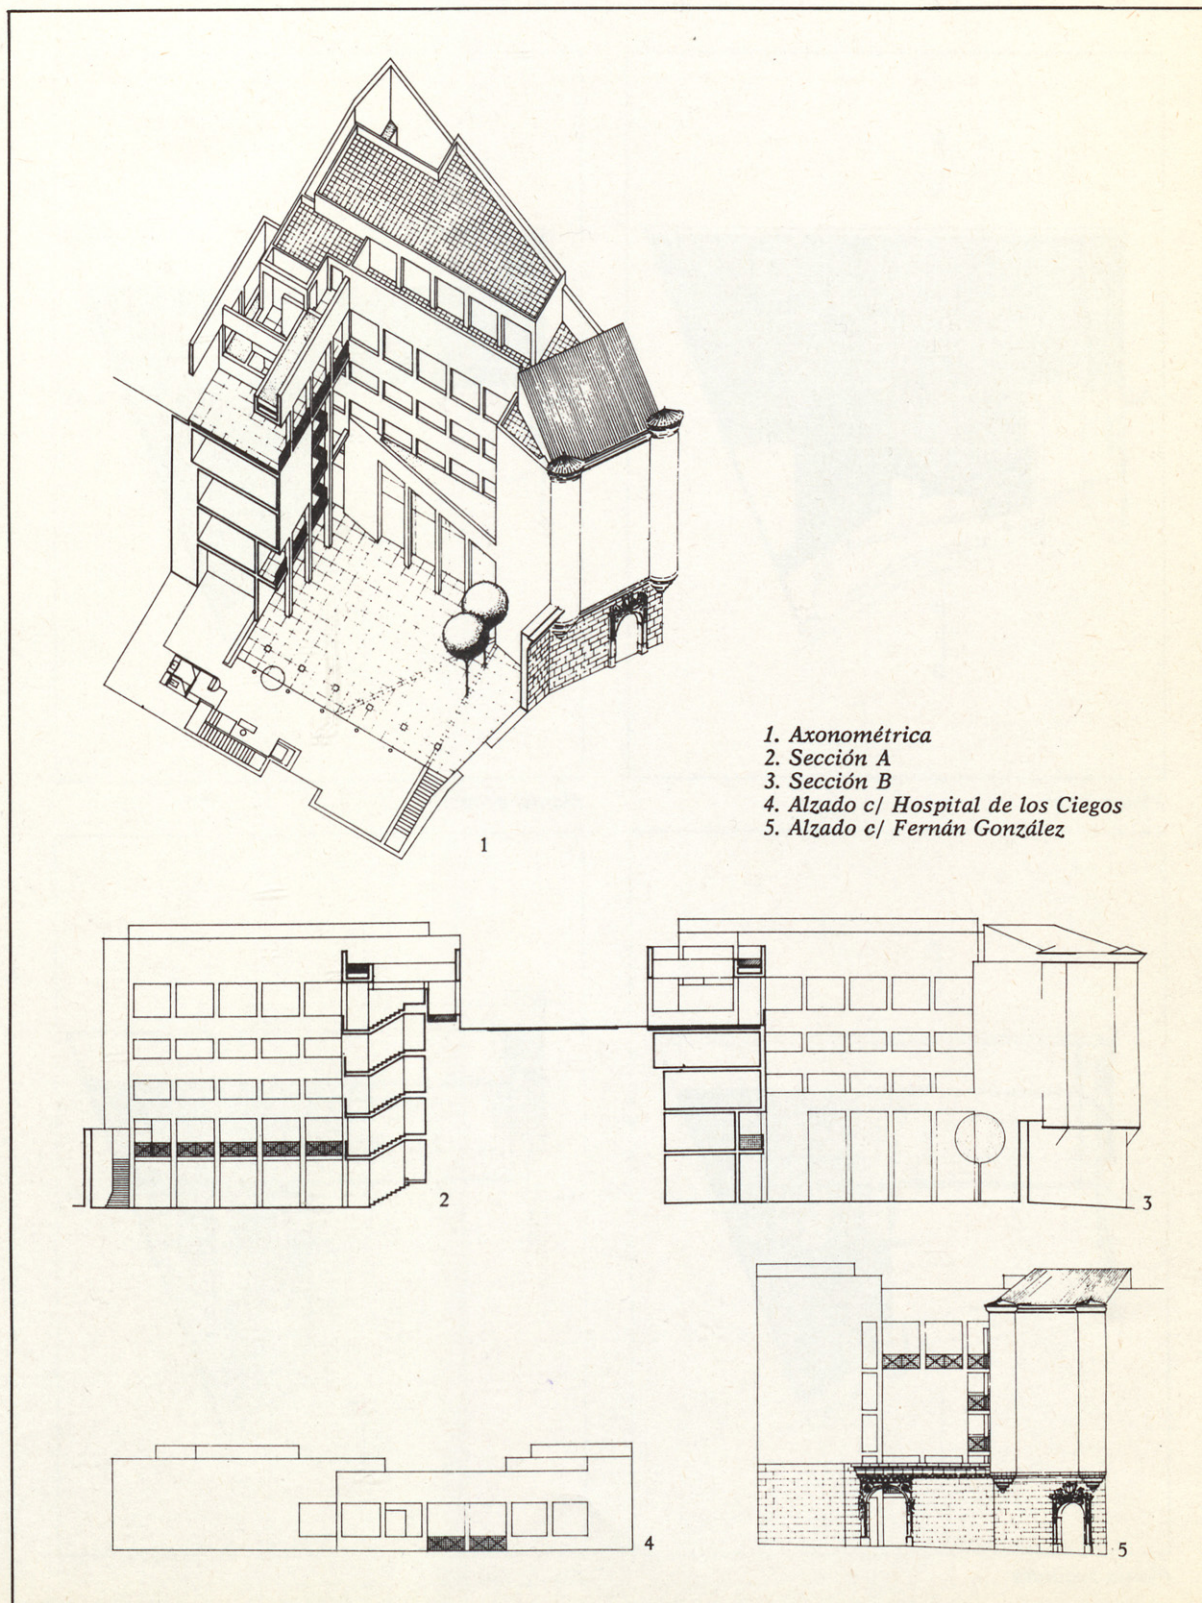 1. Axonométrica
2. Sección A
3. Sección B
4. Alzado c/ Hospital de los Ciegos
5. Alzado c/ Fernán González
1
2
3
4
5